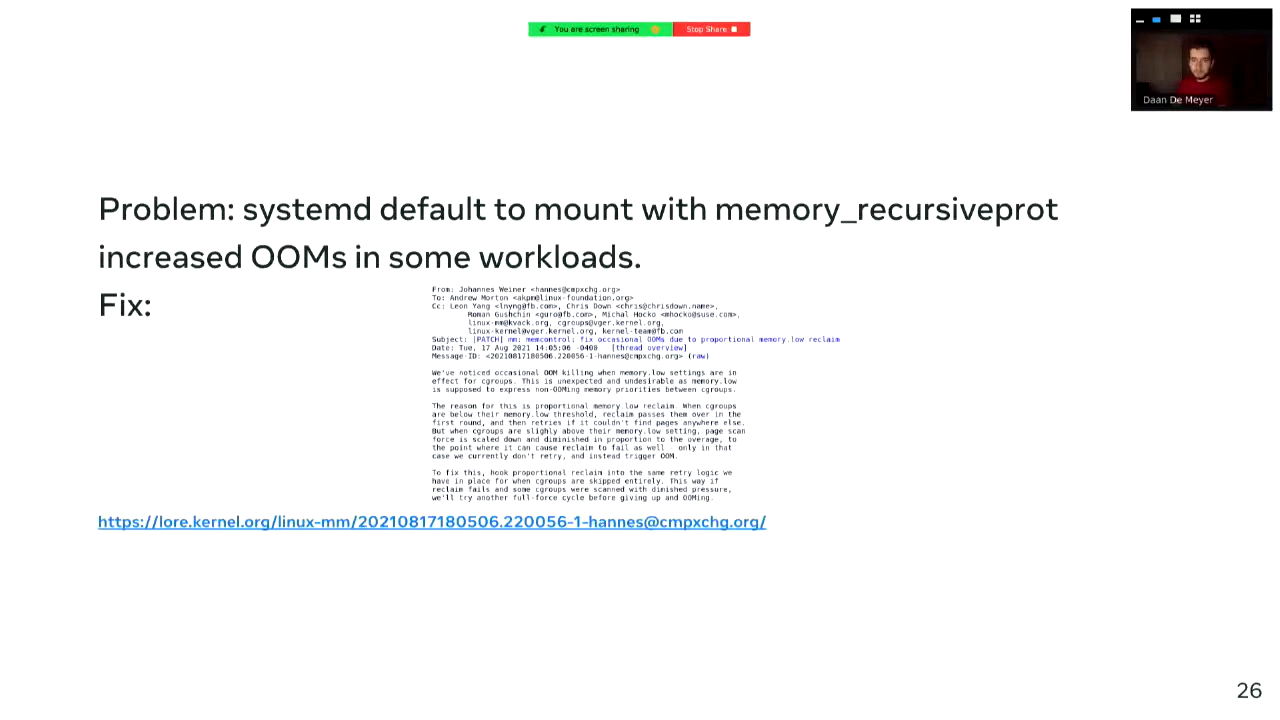 You are screen sharing
Stop Share
Daan De Meyer
Problem: systemd default to mount with memory_recursiveprot
increased OOMs in some workloads.
Fix:
From: Johannes Weiner <hannes@cmpxchg.org>
To: Andrew Morton <akpm@linux-foundation.org>
Cc: Leon Yang <lnyng@fb.com>, Chris Down <chris@chrisdown.name>,
Roman Gushchin <guro@fb.com>, Michal Hocko <mhocko@suse.com>,
linux-mm@kvack.org, cgroups@vger.kernel.org,
linux-kernel@vger.kernel.org, kernel-team@fb.com
Subject: [PATCH] mm: memcontrol: fix occasional OOMs due to proportional memory.low reclaim
Date: Tue, 17 Aug 2021 14:05:06 -0400 [thread overview]
Message-ID: <20210817180506.220056-1-hannes@cmpxchg.org> (raw)
We've noticed occasional OOM killing when memory.low settings are in
effect for cgroups. This is unexpected and undesirable as memory.low
is supposed to express non-OOMing memory priorities between cgroups.
The reason for this is proportional memory.low reclaim. When cgroups
are below their memory.low threshold, reclaim passes them over in the
first round, and then retries if it couldn't find pages anywhere else.
But when cgroups are slighly above their memory.low setting, page scan
force is scaled down and diminished in proportion to the overage, to
the point where it can cause reclaim to fail as well - only in that
case we currently don't retry, and instead trigger OOM.
To fix this, hook proportional reclaim into the same retry logic we
have in place for when cgroups are skipped entirely. This way if
reclaim fails and some cgroups were scanned with dimished pressure,
we'll try another full-force cycle before giving up and OOMing.
https://lore.kernel.org/linux-mm/20210817180506.220056-1-hannes@cmpxchg.org/
26